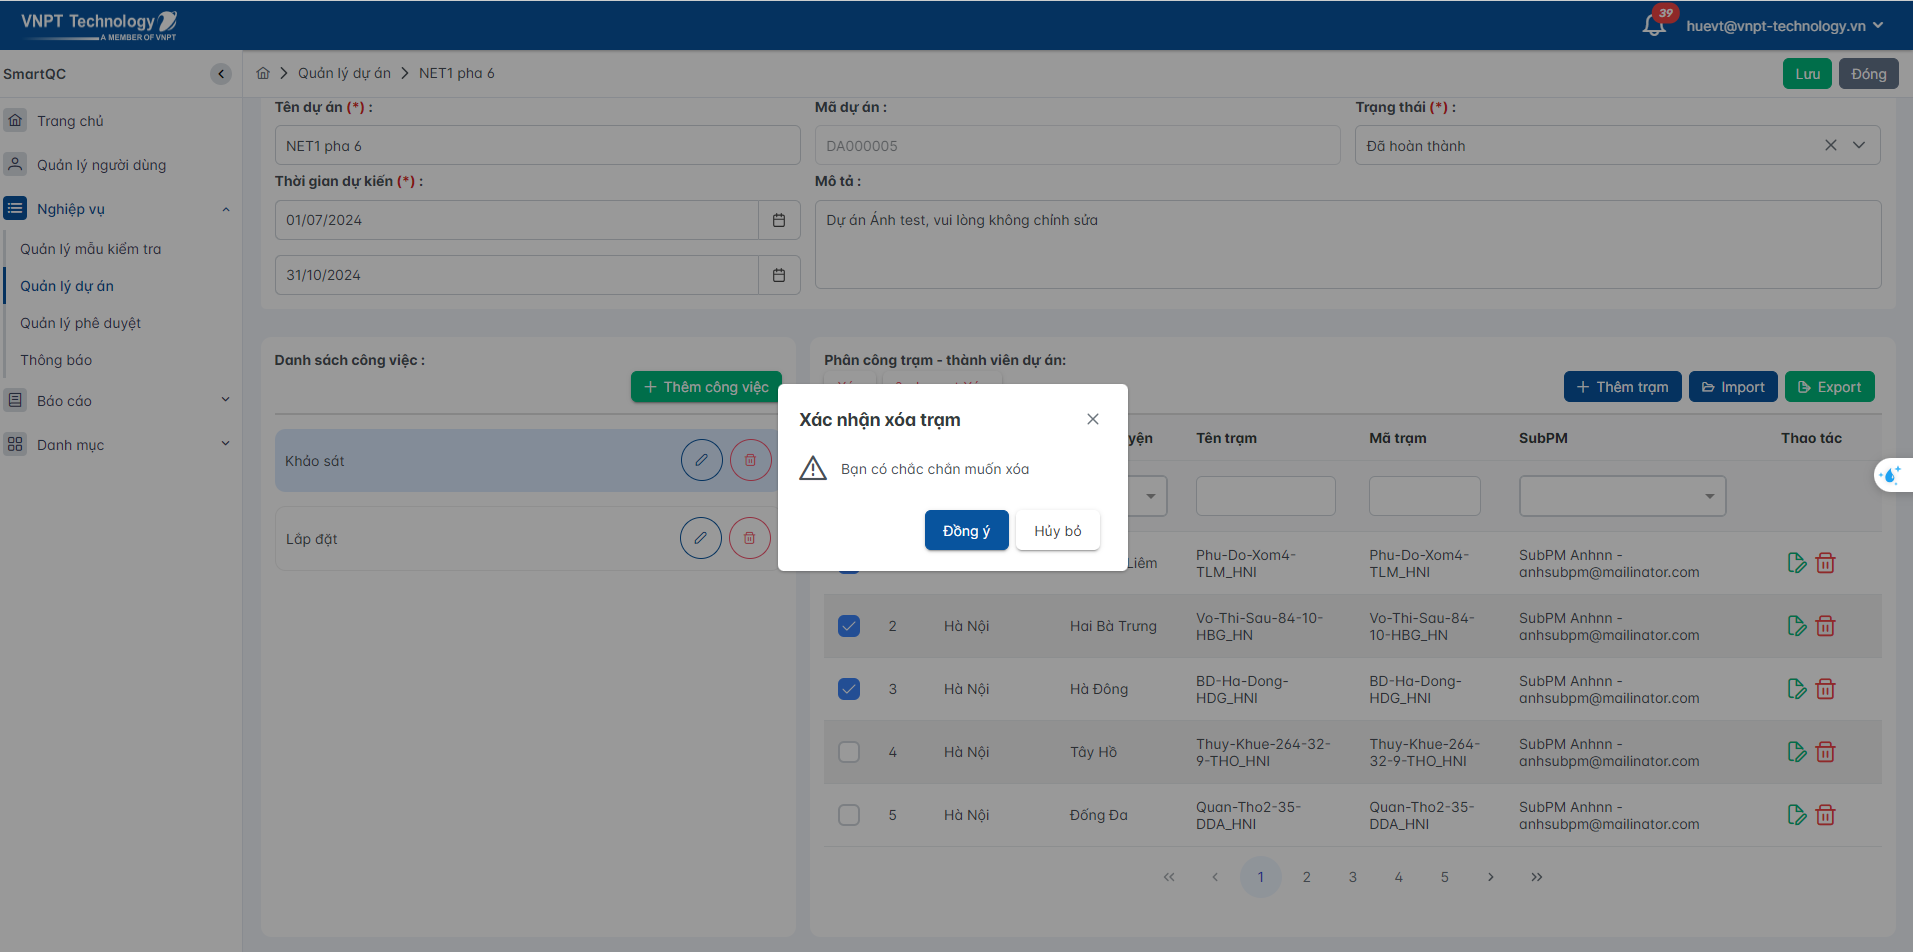 VNPT Technology
A MEMBER OF VNPT
39
huevt@vnpt-technology.vn
SmartQC
Quản lý dự án
NET1 pha 6
Lưu
Đóng
Trang chủ
Quản lý người dùng
Nghiệp vụ
Quản lý mẫu kiểm tra
Quản lý dự án
Quản lý phê duyệt
Thông báo
Báo cáo
Danh mục
Tên dự án (*) :
NET1 pha 6
Mã dự án :
DA000005
Trạng thái (*) :
Đã hoàn thành
Thời gian dự kiến (*) :
01/07/2024
31/10/2024
Mô tả :
Dự án Ánh test, vui lòng không chỉnh sửa
Danh sách công việc :
Thêm công việc
Khảo sát
Lắp đặt
Phân công trạm - thành viên dự án:
Thêm trạm
Import
Export
Xác nhận xóa trạm
Bạn có chắc chắn muốn xóa
Đồng ý
Hủy bỏ
yện
Tên trạm
Mã trạm
SubPM
Thao tác
Liêm
Phu-Do-Xom4-
TLM_HNI
Phu-Do-Xom4-
TLM_HNI
SubPM Anhnn -
anhsubpm@mailinator.com
2
Hà Nội
Hai Bà Trưng
Vo-Thi-Sau-84-10-
HBG_HN
Vo-Thi-Sau-84-
10-HBG_HN
SubPM Anhnn -
anhsubpm@mailinator.com
3
Hà Nội
Hà Đông
BD-Ha-Dong-
HDG_HNI
BD-Ha-Dong-
HDG_HNI
SubPM Anhnn -
anhsubpm@mailinator.com
4
Hà Nội
Tây Hồ
Thuy-Khue-264-32-
9-THO_HNI
Thuy-Khue-264-
32-9-THO_HNI
SubPM Anhnn -
anhsubpm@mailinator.com
5
Hà Nội
Đống Đa
Quan-Tho2-35-
DDA_HNI
Quan-Tho2-35-
DDA_HNI
SubPM Anhnn -
anhsubpm@mailinator.com
1
2
3
4
5